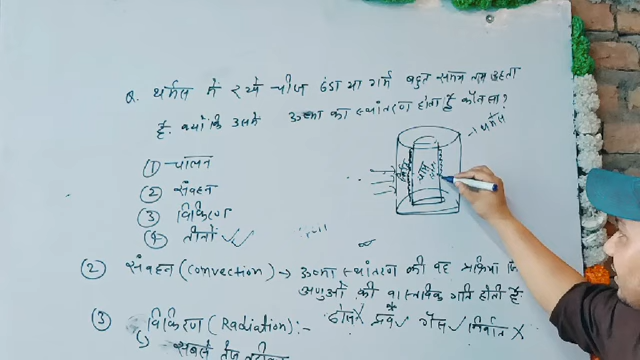 Q. थर्मस में रखे चीज ठंडा या गर्म बहुत समय तक रहता
है. क्यों कि उसमे ऊष्मा का स्थांतरण होता है कौन सा?
① चालन
② संवहन
③ विकिरण
④ तीनों ✓✓
→ थर्मस
② संवहन (convection) → ऊष्मा स्थांतरण की वह प्रक्रिया
अणुओं की वास्तविक गति होती है.
③ विकिरण (Radiation) :-
ठोस X द्रव ✓ गैस ✓ निर्वात X
सबसे तेज